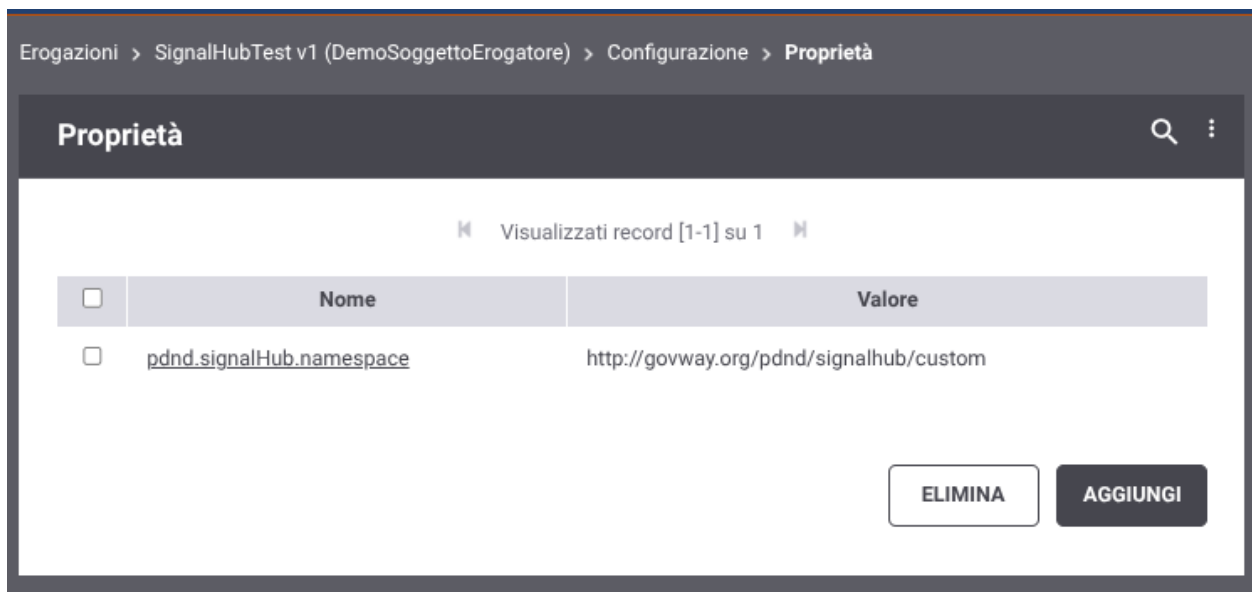 Erogazioni > SignalHubTest v1 (DemoSoggettoErogatore) > Configurazione > Proprietà
Proprietà
Visualizzati record [1-1] su 1
Nome Valore
pdnd.signalHub.namespace http://govway.org/pdnd/signalhub/custom
ELIMINA AGGIUNGI